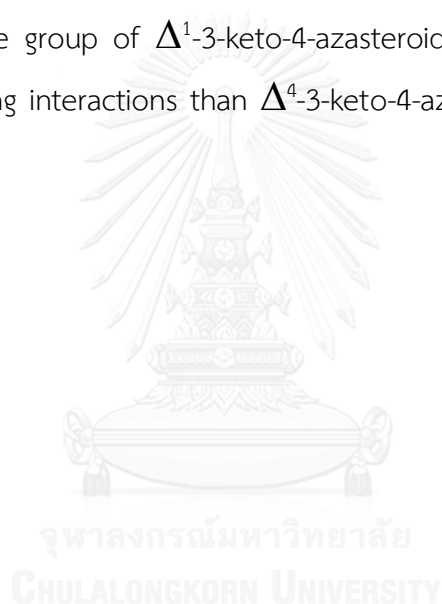 e group of Δ¹-3-keto-4-azasteroid
ng interactions than Δ⁴-3-keto-4-az
จุฬาลงกรณ์มหาวิทยาลัย
CHULALONGKORN UNIVERSITY